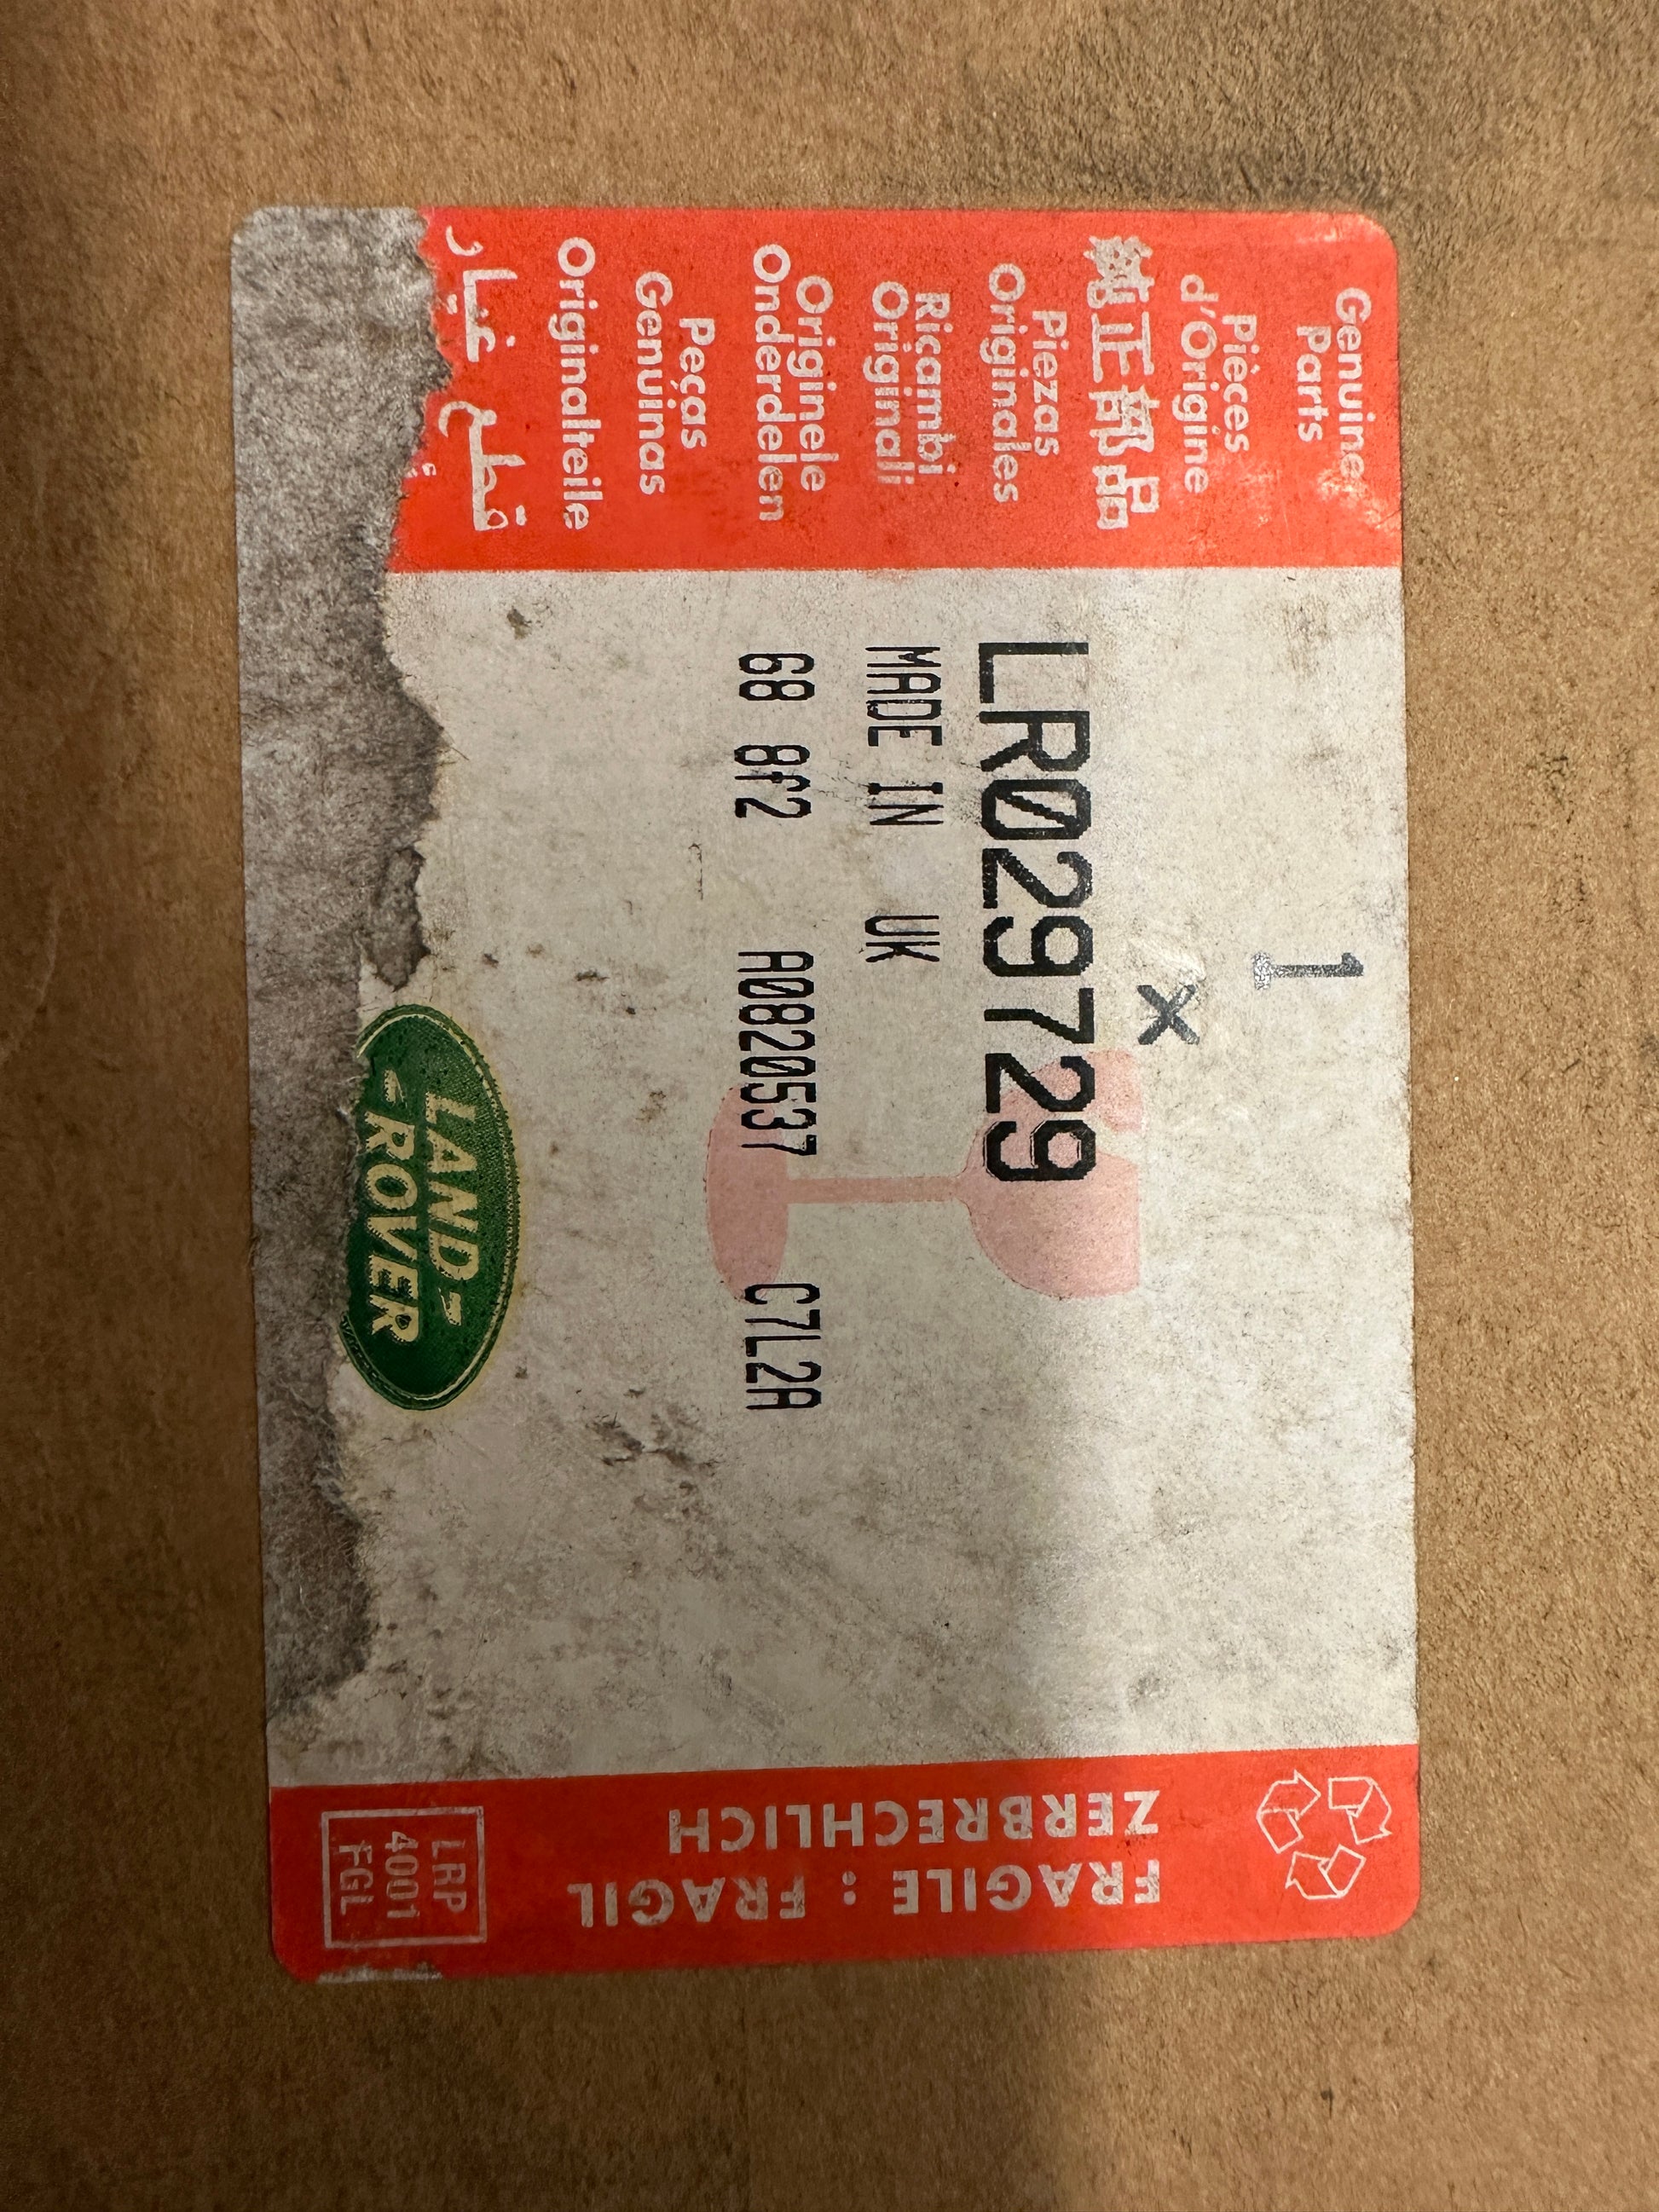 Genuine
Parts
Pièces
d'Origine
純正部品
Piezas
Originales
Ricambi
Originali
Originele
Onderdelen
Peças
Genuinas
Originalteile
قطع غيار
1
X
LR029729
MADE IN UK
68 8F2 A0820537 C7L2A
LAND
ROVER
FRAGILE : FRAGIL
ZERBRECHLICH
LRP
4001
FGL